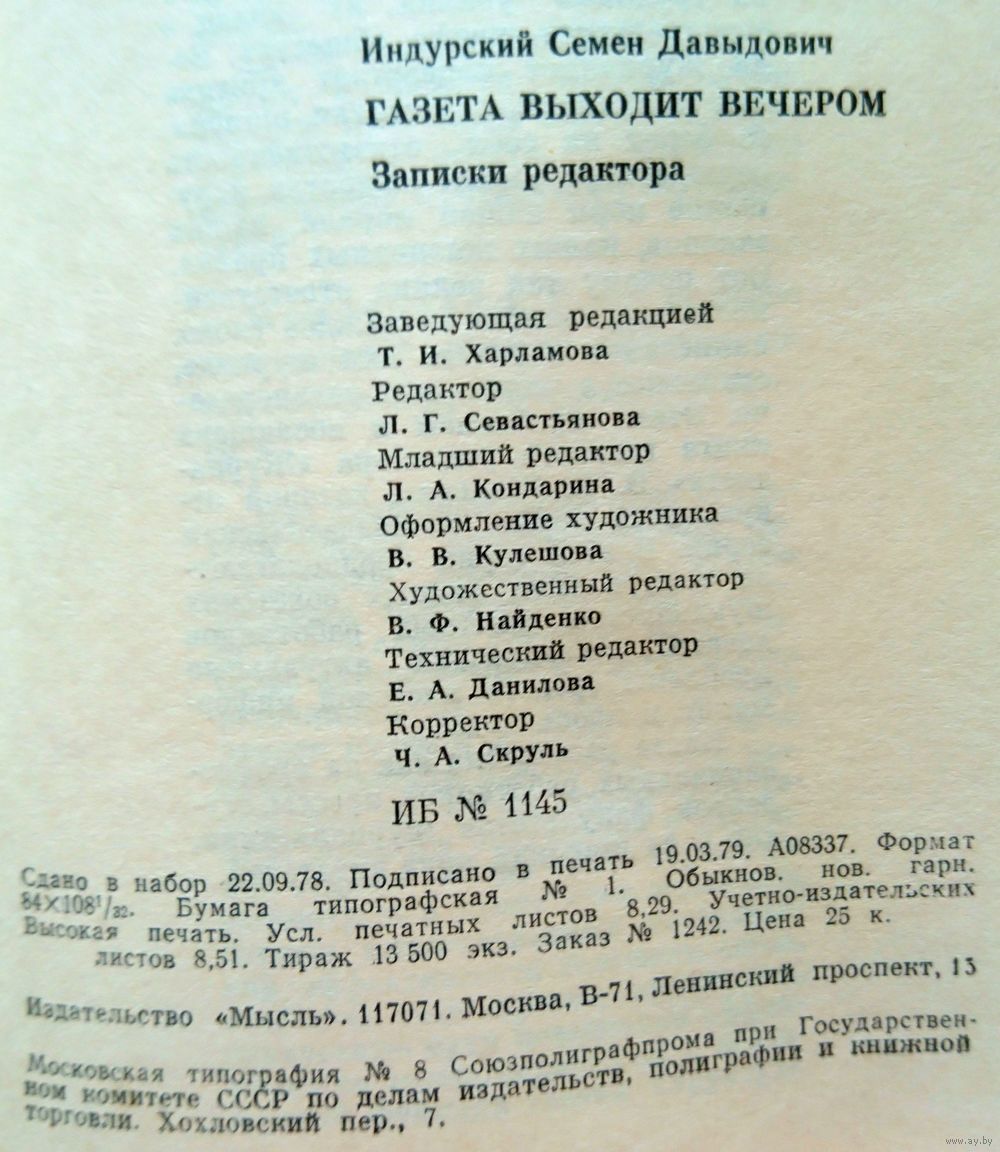 Индурский Семен Давыдович
ГАЗЕТА ВЫХОДИТ ВЕЧЕРОМ
Записки редактора
Заведующая редакцией
Т. И. Харламова
Редактор
Л. Г. Севастьянова
Младший редактор
Л. А. Кондарина
Оформление художника
В. В. Кулешова
Художественный редактор
В. Ф. Найденко
Технический редактор
Е. А. Данилова
Корректор
Ч. А. Скруль
ИБ № 1145
Сдано в набор 22.09.78. Подписано в печать 19.03.79. А08337. Формат
84×108¹/₃₂. Бумага типографская № 1. Обыкнов. нов. гарн.
Высокая печать. Усл. печатных листов 8,29. Учетно-издательских
листов 8,51. Тираж 13 500 экз. Заказ № 1242. Цена 25 к.
Издательство «Мысль». 117071. Москва, В-71, Ленинский проспект, 15
Московская типография № 8 Союзполиграфпрома при Государствен-
ном комитете СССР по делам издательств, полиграфии и книжной
торговли. Хохловский пер., 7.
www.ay.by